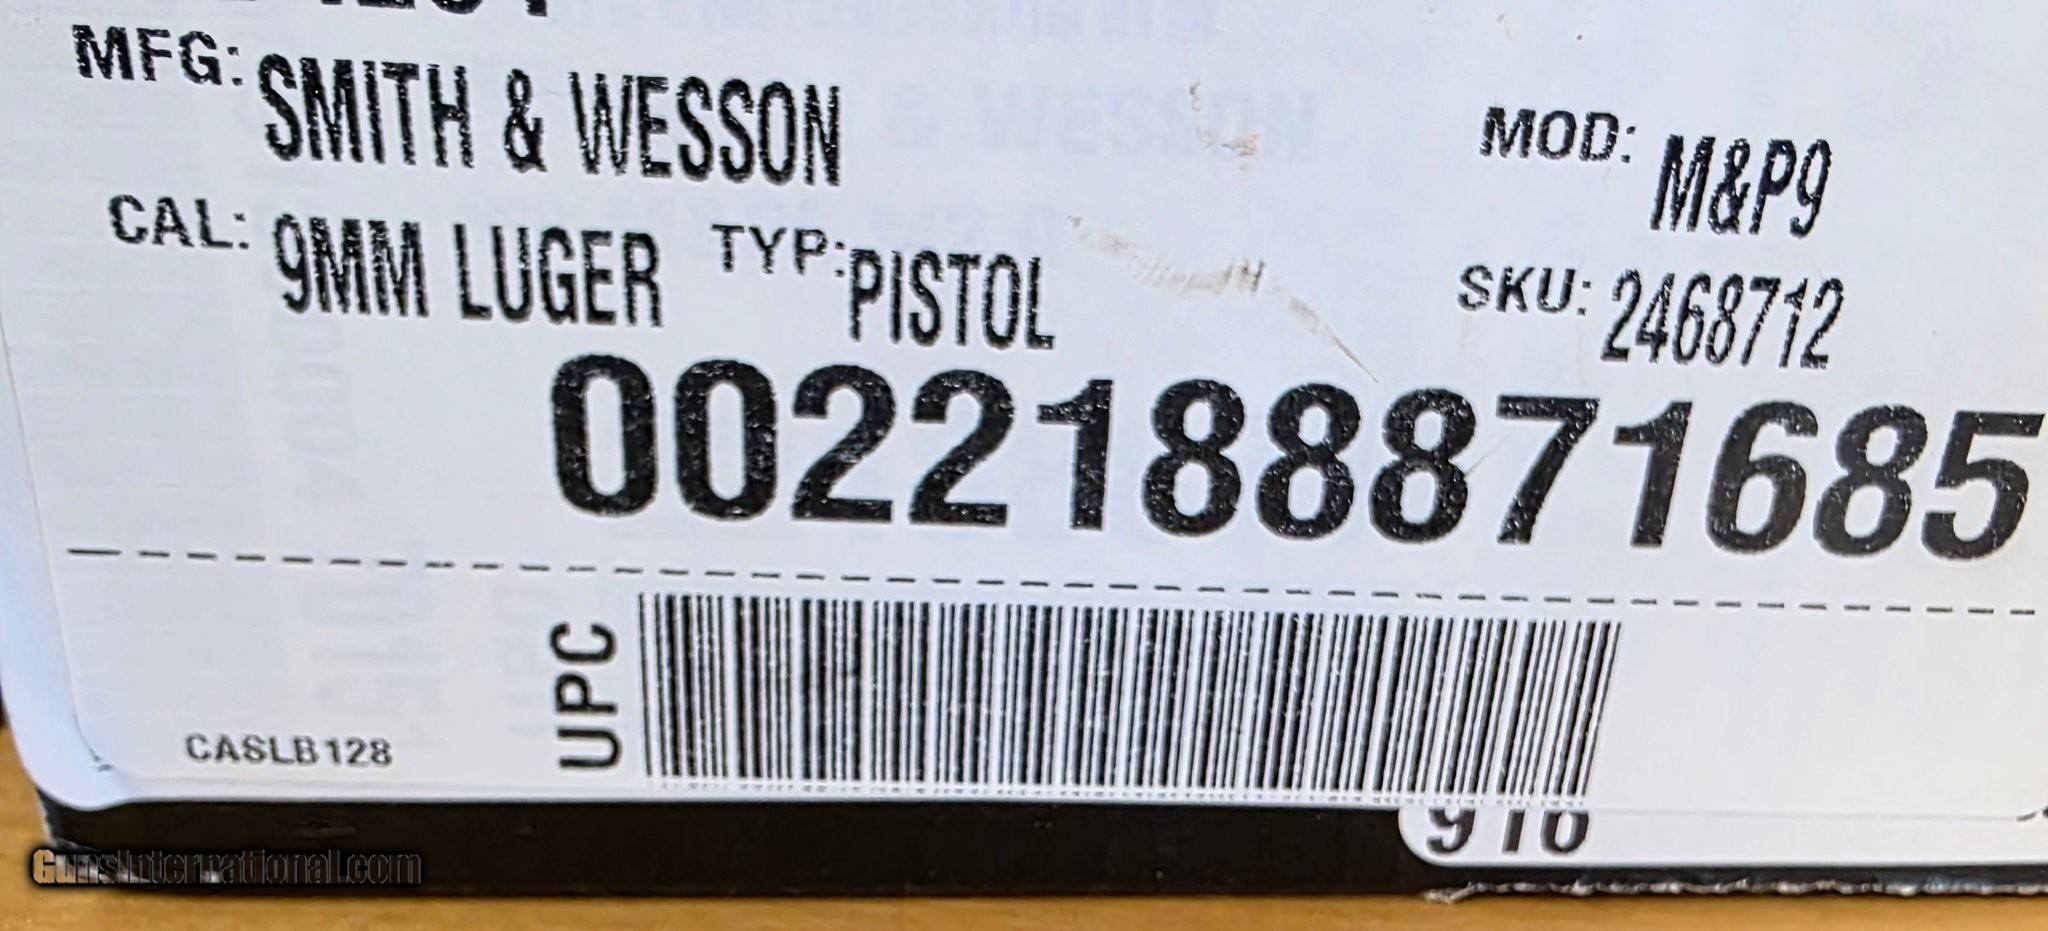 MFG: SMITH & WESSON
MOD: M&P9
CAL: 9MM LUGER TYP: PISTOL
SKU: 2468712
0022188871685
UPC
CASLB128
GunsInternational.com